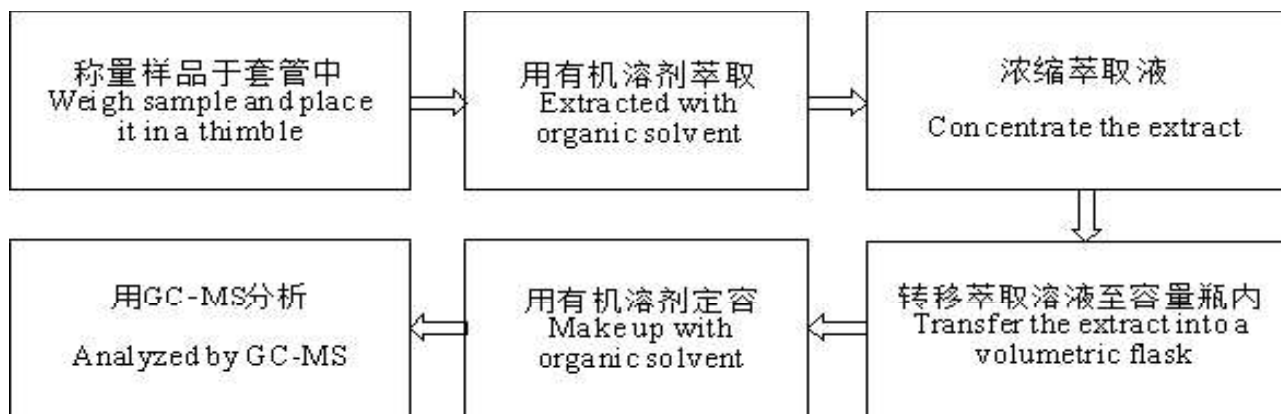 称量样品于套管中
Weigh sample and place
it in a thimble
用有机溶剂萃取
Extracted with
organic solvent
浓缩萃取液
Concentrate the extract
转移萃取溶液至容量瓶内
Transfer the extract into a
volumetric flask
用有机溶剂定容
Make up with
organic solvent
用GC-MS分析
Analyzed by GC-MS